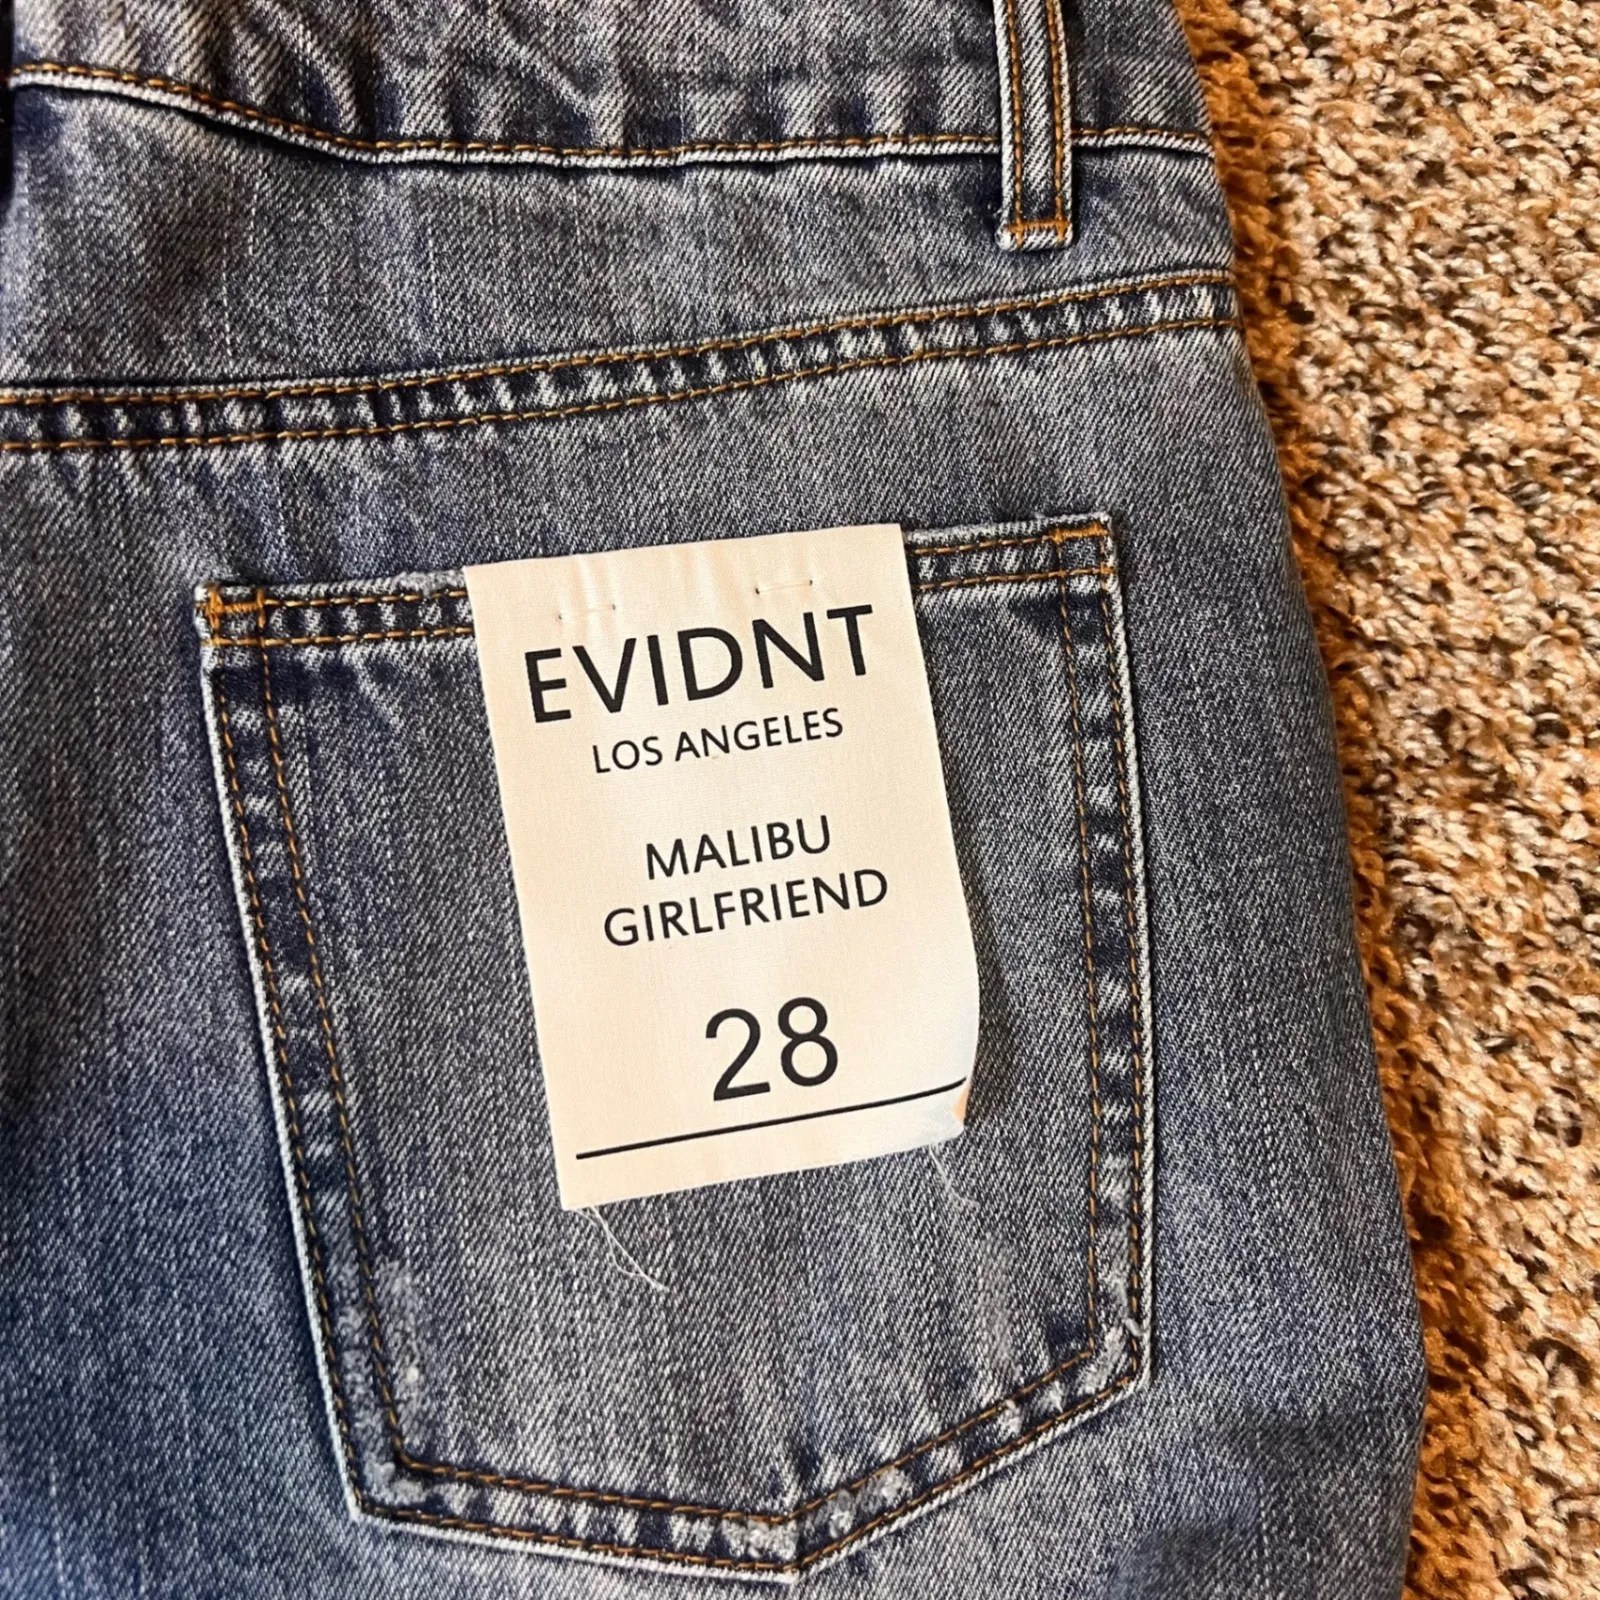 EVIDNT
LOS ANGELES
MALIBU
GIRLFRIEND
28